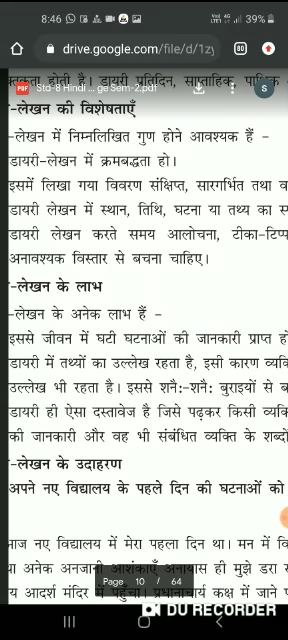 8:46
VoLTE 4G 39%
drive.google.com/file/d/1zy
80
होती है। डायरी प्रतिदिन, साप्ताहिक,
PDF Std-8 Hindi ... ge Sem-2.pdf
S
-लेखन की विशेषताएँ
-लेखन में निम्नलिखित गुण होने आवश्यक हैं -
डायरी-लेखन में क्रमबद्धता हो।
इसमें लिखा गया विवरण संक्षिप्त, सारगर्भित तथा
डायरी लेखन में स्थान, तिथि, घटना या तथ्य का
डायरी लेखन करते समय आलोचना, टीका-टिप्प
अनावश्यक विस्तार से बचना चाहिए।
-लेखन के लाभ
-लेखन के अनेक लाभ हैं -
इससे जीवन में घटी घटनाओं की जानकारी प्राप्त
डायरी में तथ्यों का उल्लेख रहता है, इसी कारण
उल्लेख भी रहता है। इससे शनै:-शनै: बुराइयों से
डायरी ही ऐसा दस्तावेज है जिसे पढ़कर किसी
की जानकारी और वह भी संबंधित व्यक्ति के शब्दों
-लेखन के उदाहरण
अपने नए विद्यालय के पहले दिन की घटनाओं को
आज नए विद्यालय में मेरा पहला दिन था। मन में
अनेक अनजानी आशंकाएँ अनायास ही मुझे डरा
आदर्श मंदिर में पहुँचा। प्रधानाचार्य कक्ष में जाने
Page 10 / 64
DU RECORDER